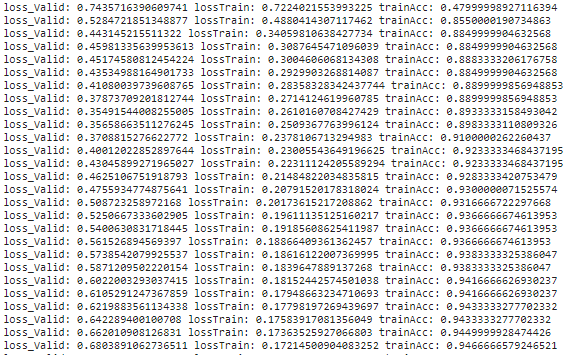 loss_Valid: 0.7435716390609741 lossTrain: 0.7224021553993225 trainAcc: 0.47999998927116394
loss_Valid: 0.5284721851348877 lossTrain: 0.4880414307117462 trainAcc: 0.8550000190734863
loss_Valid: 0.443145215511322 lossTrain: 0.34059810638427734 trainAcc: 0.8849999904632568
loss_Valid: 0.45981335639953613 lossTrain: 0.3087645471096039 trainAcc: 0.8849999904632568
loss_Valid: 0.45174580812454224 lossTrain: 0.3004606068134308 trainAcc: 0.8883333206176758
loss_Valid: 0.43534988164901733 lossTrain: 0.2929903268814087 trainAcc: 0.8849999904632568
loss_Valid: 0.41080039739608765 lossTrain: 0.28358328342437744 trainAcc: 0.8899999856948853
loss_Valid: 0.37873709201812744 lossTrain: 0.2714124619960785 trainAcc: 0.8899999856948853
loss_Valid: 0.35491544008255005 lossTrain: 0.2610160708427429 trainAcc: 0.8933333158493042
loss_Valid: 0.35658663511276245 lossTrain: 0.2509367763996124 trainAcc: 0.8983333110809326
loss_Valid: 0.3708815276622772 lossTrain: 0.2378106713294983 trainAcc: 0.9100000262260437
loss_Valid: 0.40012022852897644 lossTrain: 0.23005543649196625 trainAcc: 0.9233333468437195
loss_Valid: 0.43045899271965027 lossTrain: 0.22311124205589294 trainAcc: 0.9233333468437195
loss_Valid: 0.4625106751918793 lossTrain: 0.21484822034835815 trainAcc: 0.9283333420753479
loss_Valid: 0.4755934774875641 lossTrain: 0.20791520178318024 trainAcc: 0.9300000071525574
loss_Valid: 0.508723258972168 lossTrain: 0.20173615217208862 trainAcc: 0.9316666722297668
loss_Valid: 0.5250667333602905 lossTrain: 0.19611135125160217 trainAcc: 0.9366666674613953
loss_Valid: 0.5400630831718445 lossTrain: 0.19185608625411987 trainAcc: 0.9366666674613953
loss_Valid: 0.561526894569397 lossTrain: 0.18866409361362457 trainAcc: 0.9366666674613953
loss_Valid: 0.5738542079925537 lossTrain: 0.18616122007369995 trainAcc: 0.9383333325386047
loss_Valid: 0.5871209502220154 lossTrain: 0.1839647889137268 trainAcc: 0.9383333325386047
loss_Valid: 0.6022003293037415 lossTrain: 0.18152442574501038 trainAcc: 0.9416666626930237
loss_Valid: 0.6105291247367859 lossTrain: 0.17948663234710693 trainAcc: 0.9416666626930237
loss_Valid: 0.6219883561134338 lossTrain: 0.17798197269439697 trainAcc: 0.9433333277702332
loss_Valid: 0.642289400100708 lossTrain: 0.17583917081356049 trainAcc: 0.9433333277702332
loss_Valid: 0.662010908126831 lossTrain: 0.17363525927066803 trainAcc: 0.9449999928474426
loss_Valid: 0.6803891062736511 lossTrain: 0.17214500904083252 trainAcc: 0.9466666579246521